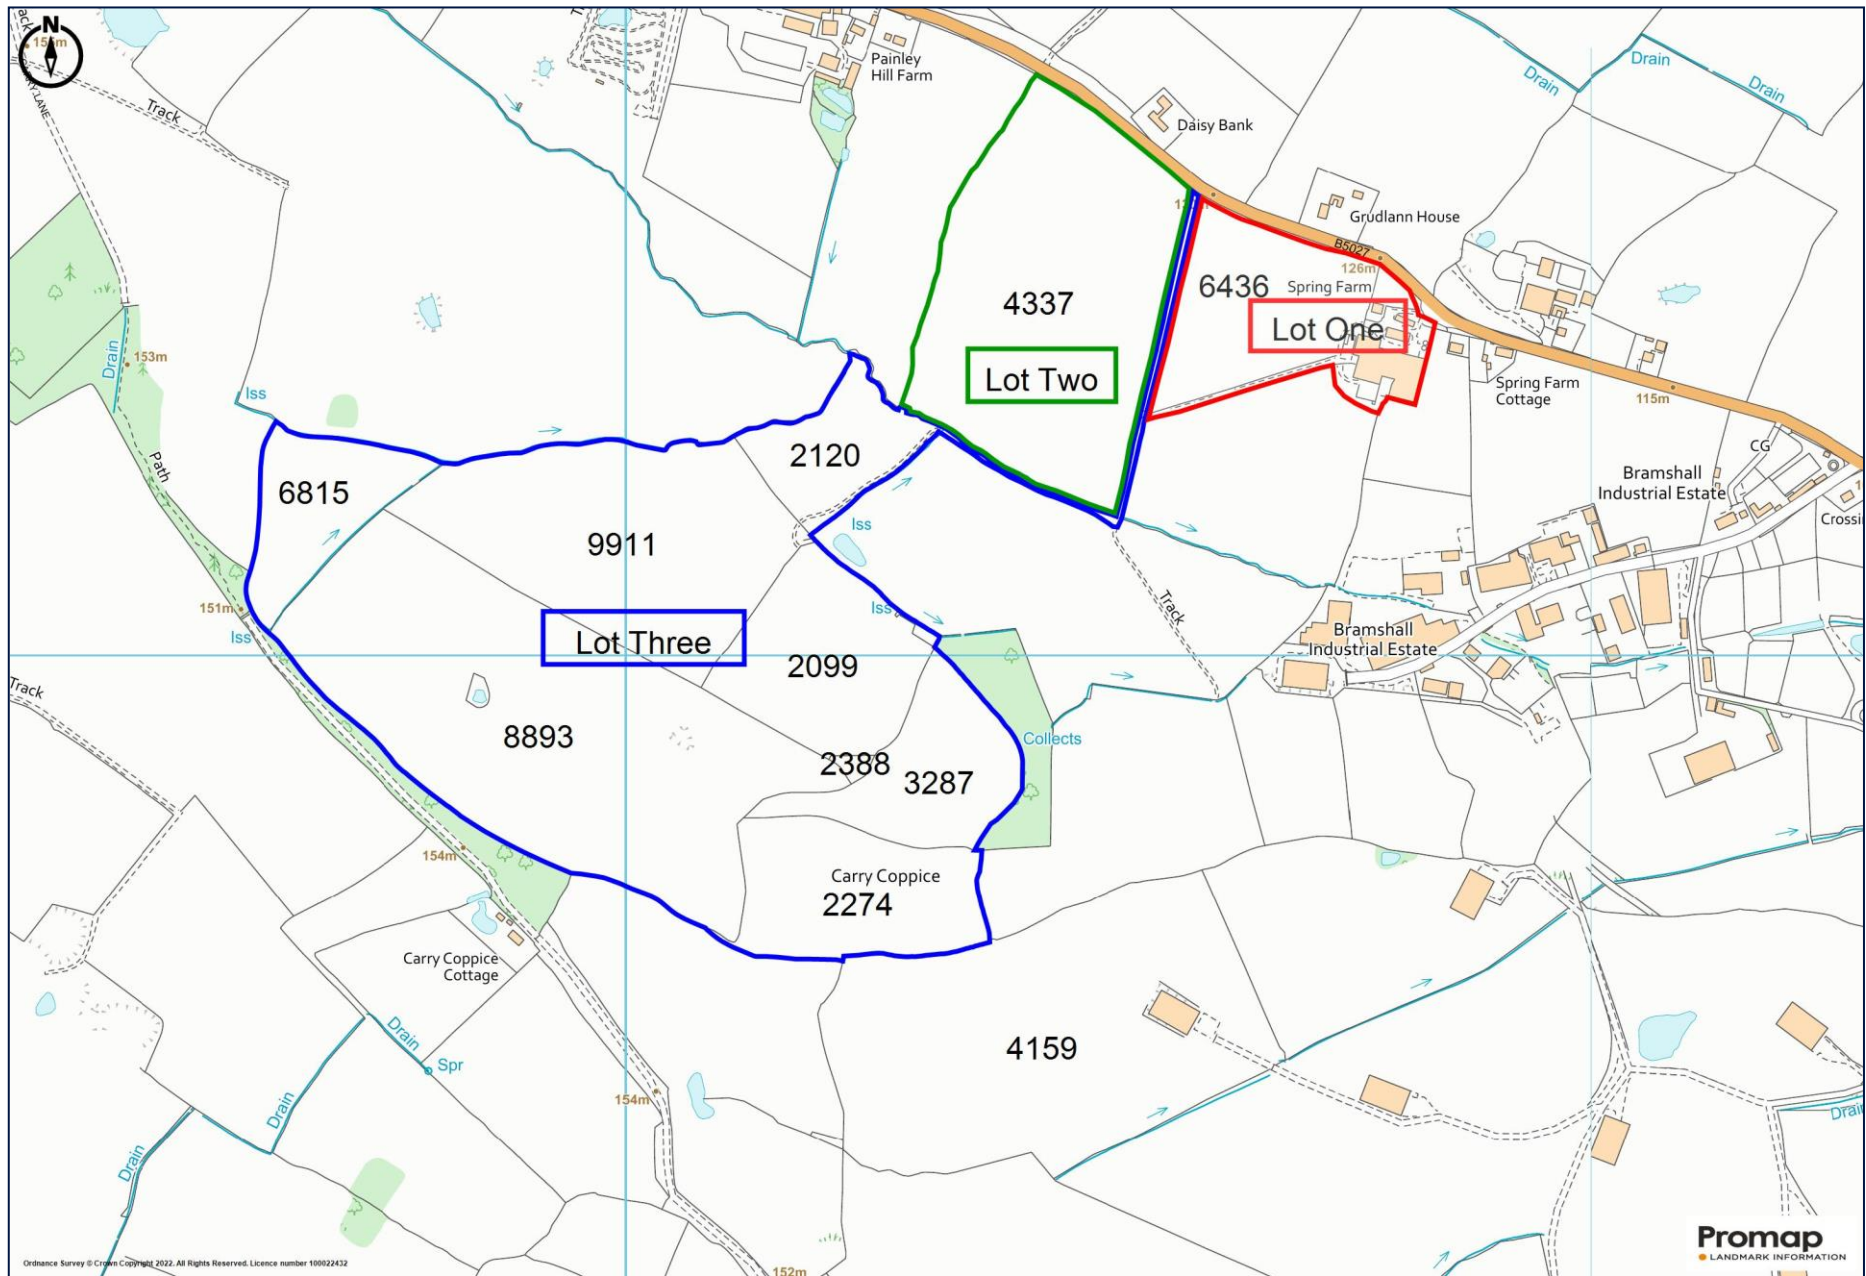 N
Track
Painley
Hill Farm
Drain
Drain
Drain
Daisy Bank
Grudlann House
B5027
126m
6436
Spring Farm
4337
Lot One
Lot Two
153m
Drain
Spring Farm
Cottage
115m
Iss
CG
2120
Path
6815
Bramshall
Industrial Estate
Iss
9911
Track
151m
Iss
Iss
Lot Three
Bramshall
Industrial Estate
2099
Track
8893
Collects
2388
3287
154m
Carry Coppice
2274
Carry Coppice
Cottage
Drain
4159
Spr
Drain
154m
Drain
Drain
152m
Promap
LANDMARK INFORMATION
Ordnance Survey © Crown Copyright 2022. All Rights Reserved. Licence number 100022432